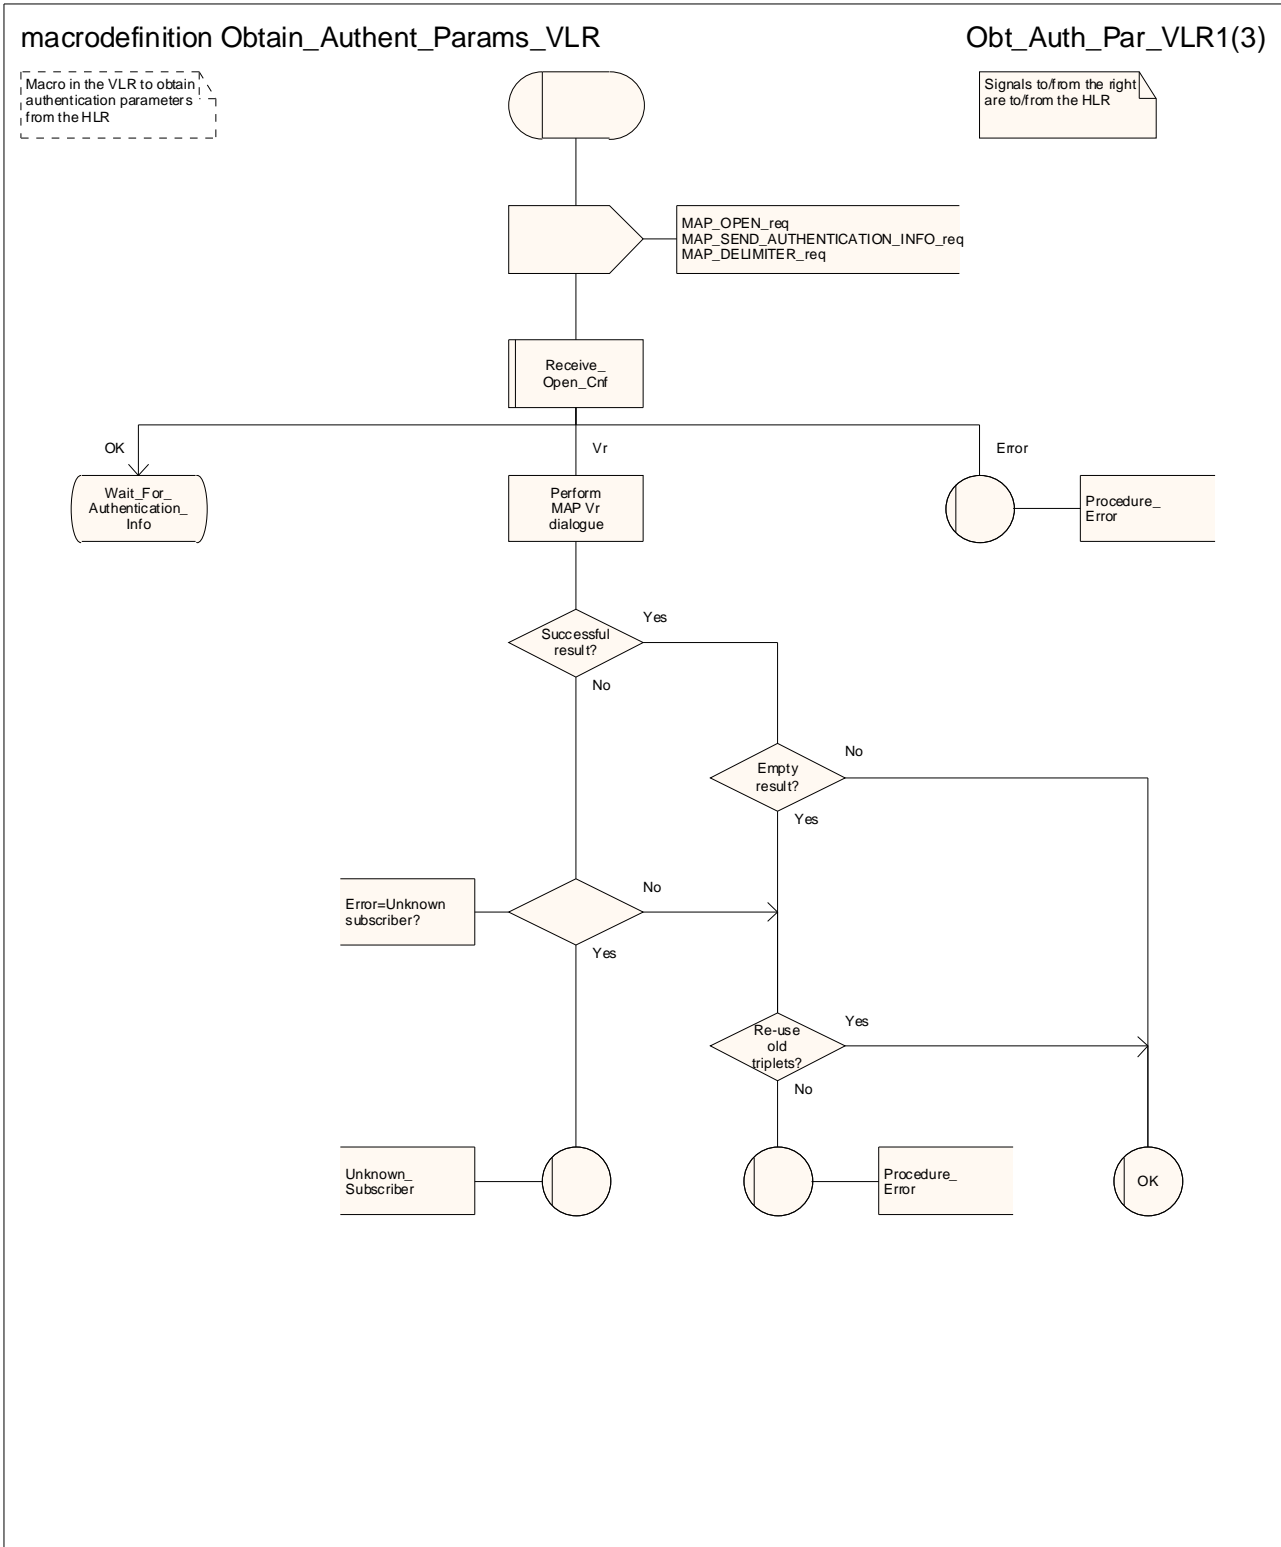 macrodefinition Obtain_Authent_Params_VLR
Obt_Auth_Par_VLR1(3)
Macro in the VLR to obtain
authentication parameters
from the HLR
Signals to/from the right
are to/from the HLR
MAP_OPEN_req
MAP_SEND_AUTHENTICATION_INFO_req
MAP_DELIMITER_req
Receive_
Open_Cnf
OK
Vr
Error
Wait_For_
Authentication_
Info
Perform
MAP Vr
dialogue
Procedure_
Error
Successful
result?
Yes
No
Empty
result?
No
Yes
Error=Unknown
subscriber?
No
Yes
Re-use
old
triplets?
Yes
No
Unknown_
Subscriber
Procedure_
Error
OK